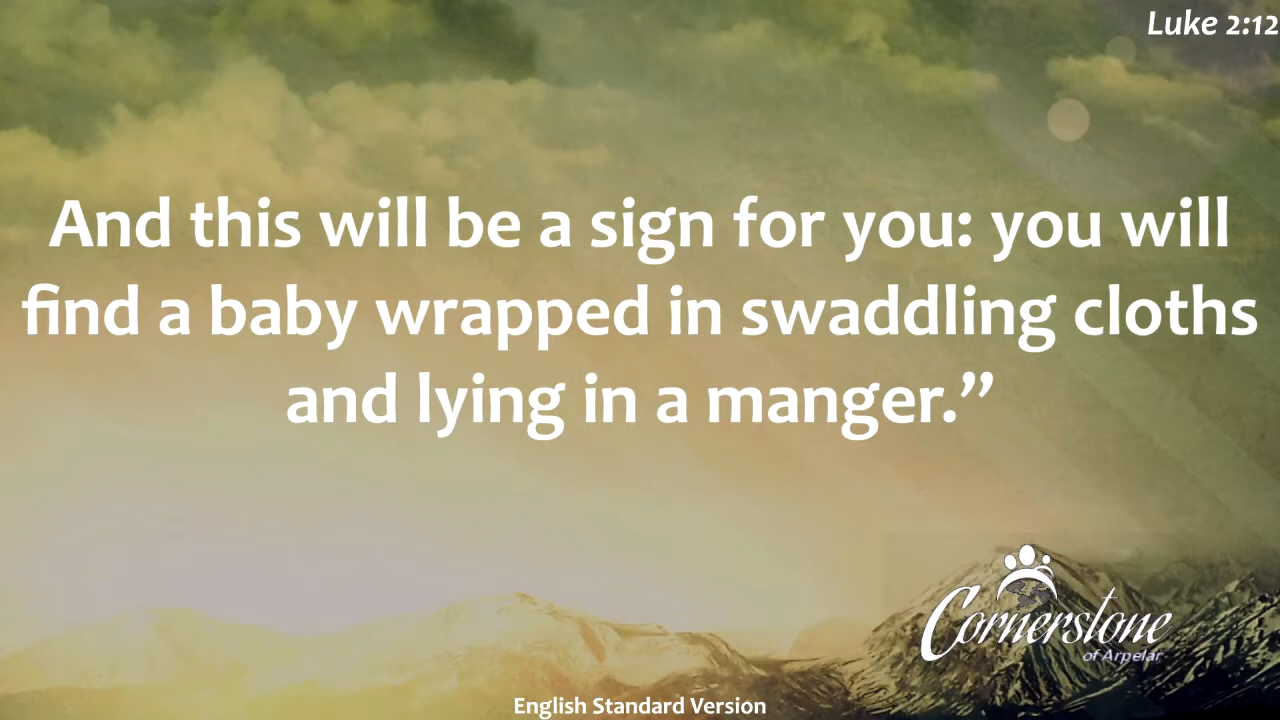 Luke 2:12
And this will be a sign for you: you will
find a baby wrapped in swaddling cloths
and lying in a manger.”
Cornerstone
of Arpelar
English Standard Version